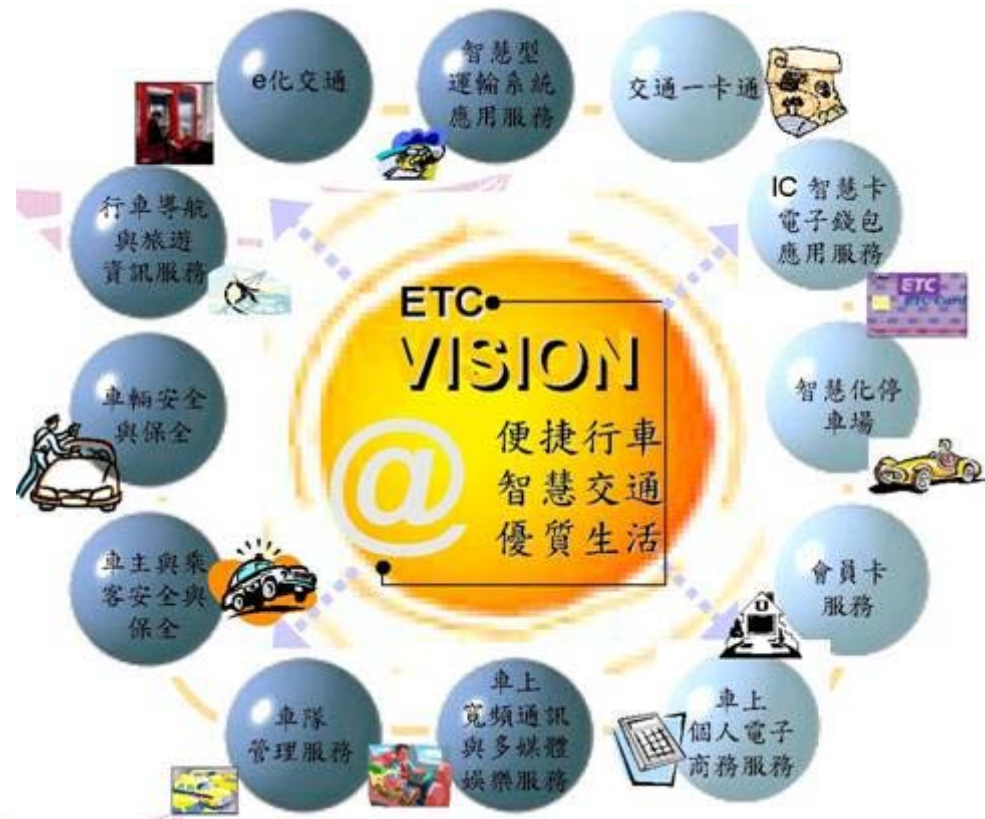 e化交通
智慧型
運輸系統
應用服務
交通一卡通
IC 智慧卡
電子錢包
應用服務
ETC
ETC Card
智慧化停
車場
會員卡
服務
車上
個人電子
商務服務
車上
寬頻通訊
與多媒體
娛樂服務
車隊
管理服務
車主與乘
客安全與
保全
車輛安全
與保全
行車導航
與旅遊
資訊服務
ETC
VISION
@
便捷行車
智慧交通
優質生活